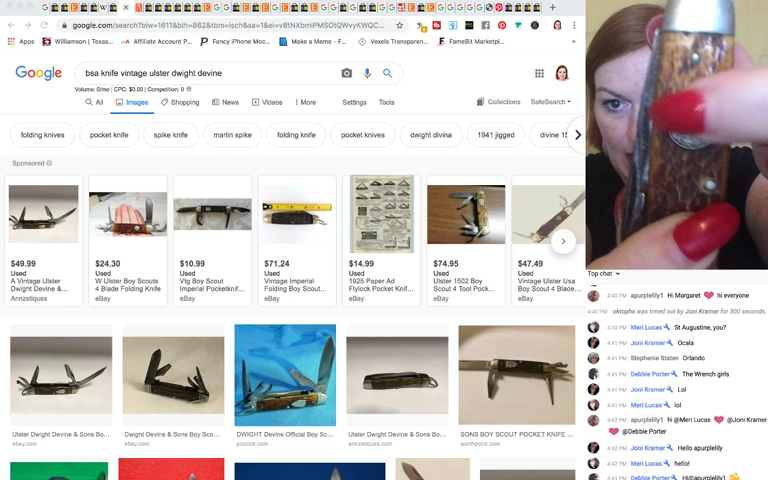 google.com/search?biw=1611&bih=862&tbm=isch&sa=1&ei=v8tNXbmiPMSOtQWvyKWQC...
Apps
Williamson | Texas...
Affiliate Account P...
Fancy iPhone Moc...
Make a Meme - F...
Vexels Transparen...
FameBit Marketpl...
Google
bsa knife vintage ulster dwight devine
Volume: 0/mo | CPC: $0.00 | Competition: 0
All
Images
Shopping
News
Videos
More
Settings
Tools
Collections
SafeSearch
folding knives
pocket knife
spike knife
marlin spike
folding knife
pocket knives
dwight divina
1941 jigged
divine 15
Sponsored
$49.99
Used
A Vintage Ulster
Dwight Devine &...
Annzstiques
$24.30
Used
W Ulster Boy Scouts
4 Blade Folding Knife
eBay
$10.99
Used
Vtg Boy Scout
Imperial Pocketknif...
eBay
$71.24
Used
Vintage Imperial
Folding Boy Scout...
eBay
$14.99
Used
1925 Paper Ad
Flylock Pocket Knif...
eBay
$74.95
Used
Ulster 1502 Boy
Scout 4 Tool Pock...
eBay
$47.49
Used
Vintage Ulster Usa
Boy Scout 4 Blade...
eBay
Ulster Dwight Devine & Sons Bo...
ebay.com
Dwight Devine & Sons Boy Sco...
ebay.com
DWIGHT Devine Official Boy Sc...
picclick.com
Ulster Dwight Devine & Sons Bo...
annzstiques.com
SONS BOY SCOUT POCKET KNIFE ...
worthpoint.com
Top chat
4:40 PM apurplelily1 Hi Margaret hi everyone
4:40 PM oktophx was timed out by Joni Kramer for 300 seconds.
4:40 PM Meri Lucas St Augustine, you?
4:41 PM Joni Kramer Ocala
4:41 PM Stephenie Staten Orlando
4:41 PM Debbie Porter The Wrench girls
4:41 PM Joni Kramer Lol
4:41 PM Meri Lucas lol
4:42 PM apurplelily1 hi @Meri Lucas @Joni Kramer
@Debbie Porter
4:42 PM Joni Kramer Hello apurplelily
4:42 PM Meri Lucas hello!
4:43 PM Debbie Porter Hi@apurplelily1